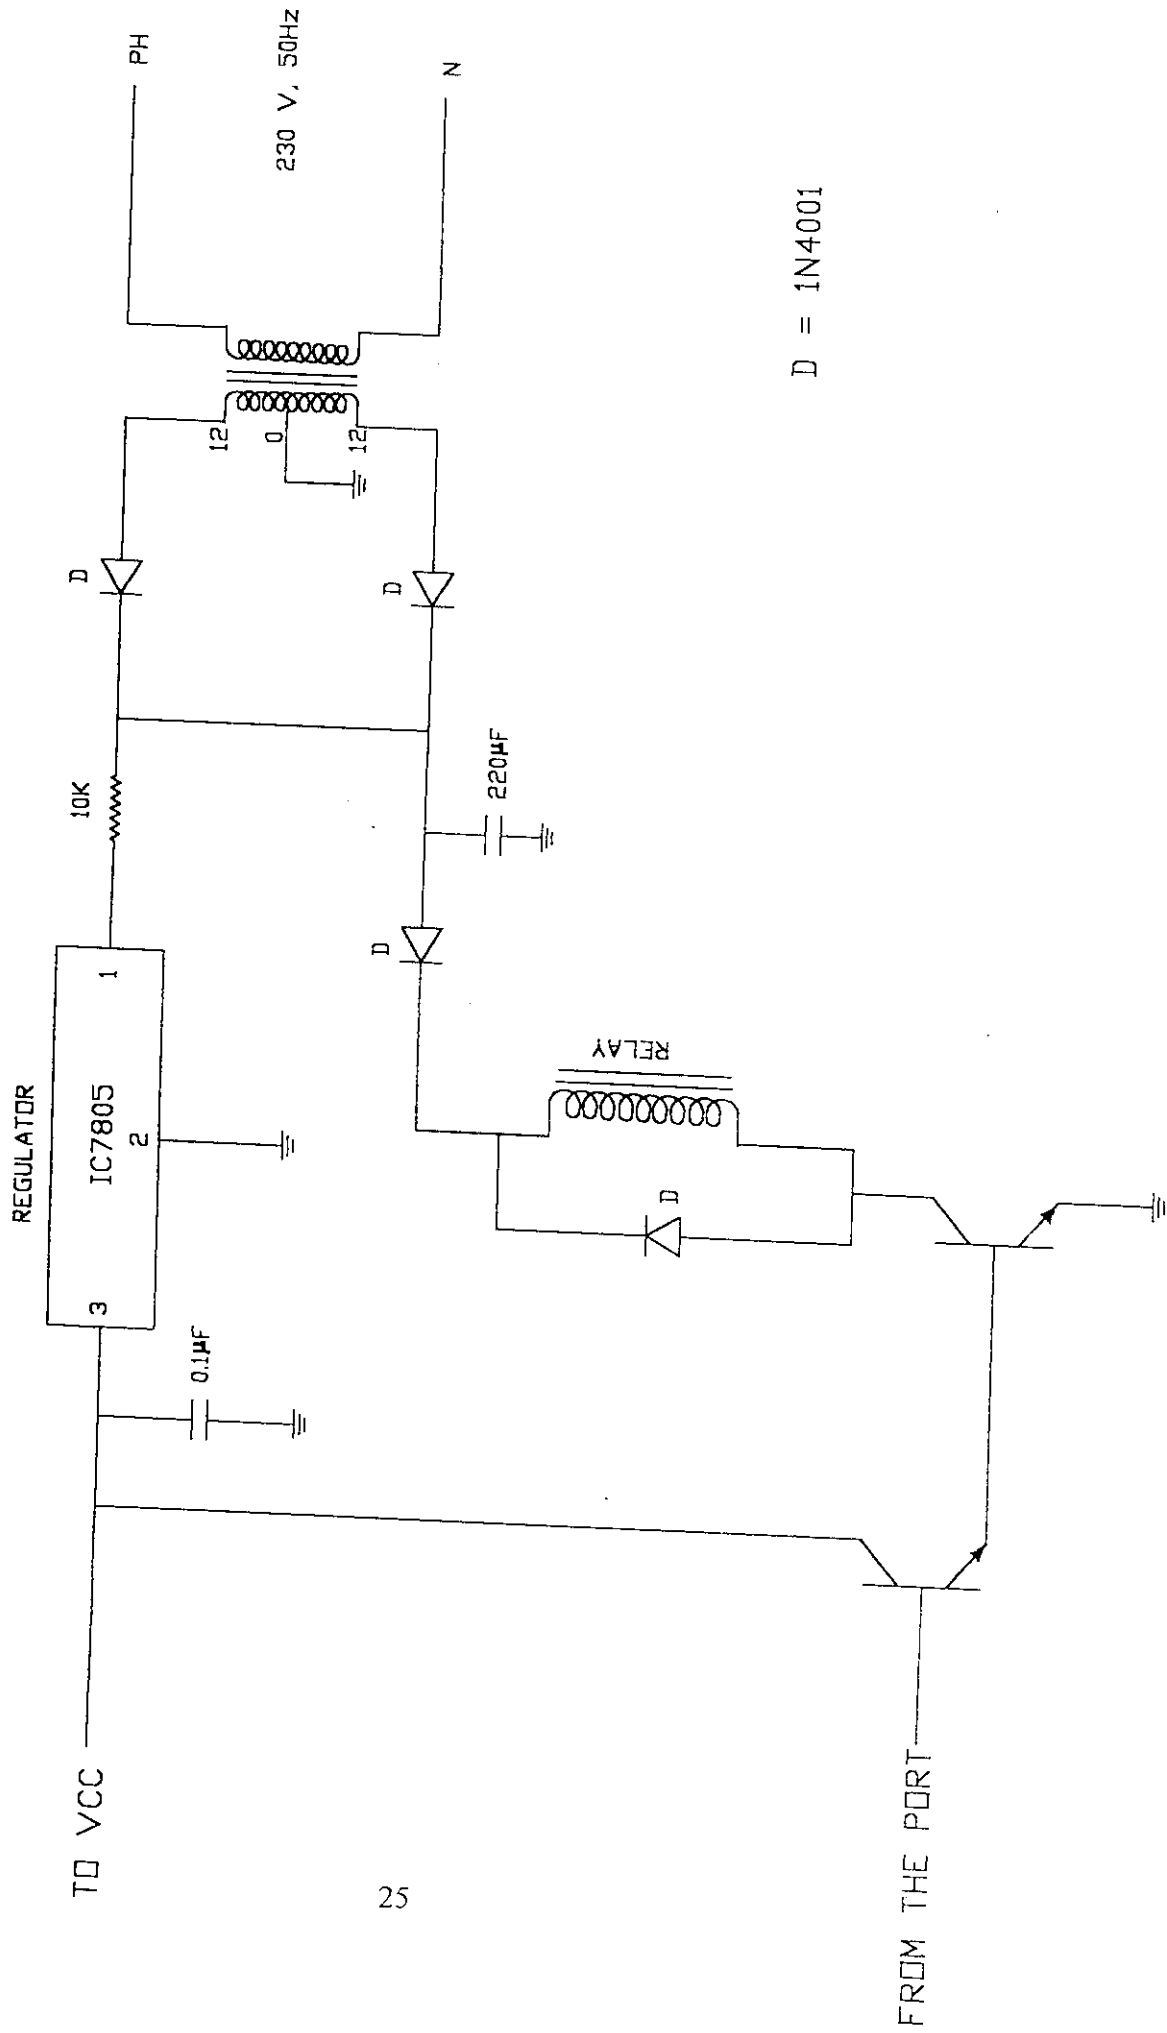 REGULATOR
IC7805
1
2
3
10K
D
D
12
0
12
PH
230 V, 50Hz
N
0.1µF
220µF
D
RELAY
D
D = 1N4001
TO VCC
FROM THE PORT
25